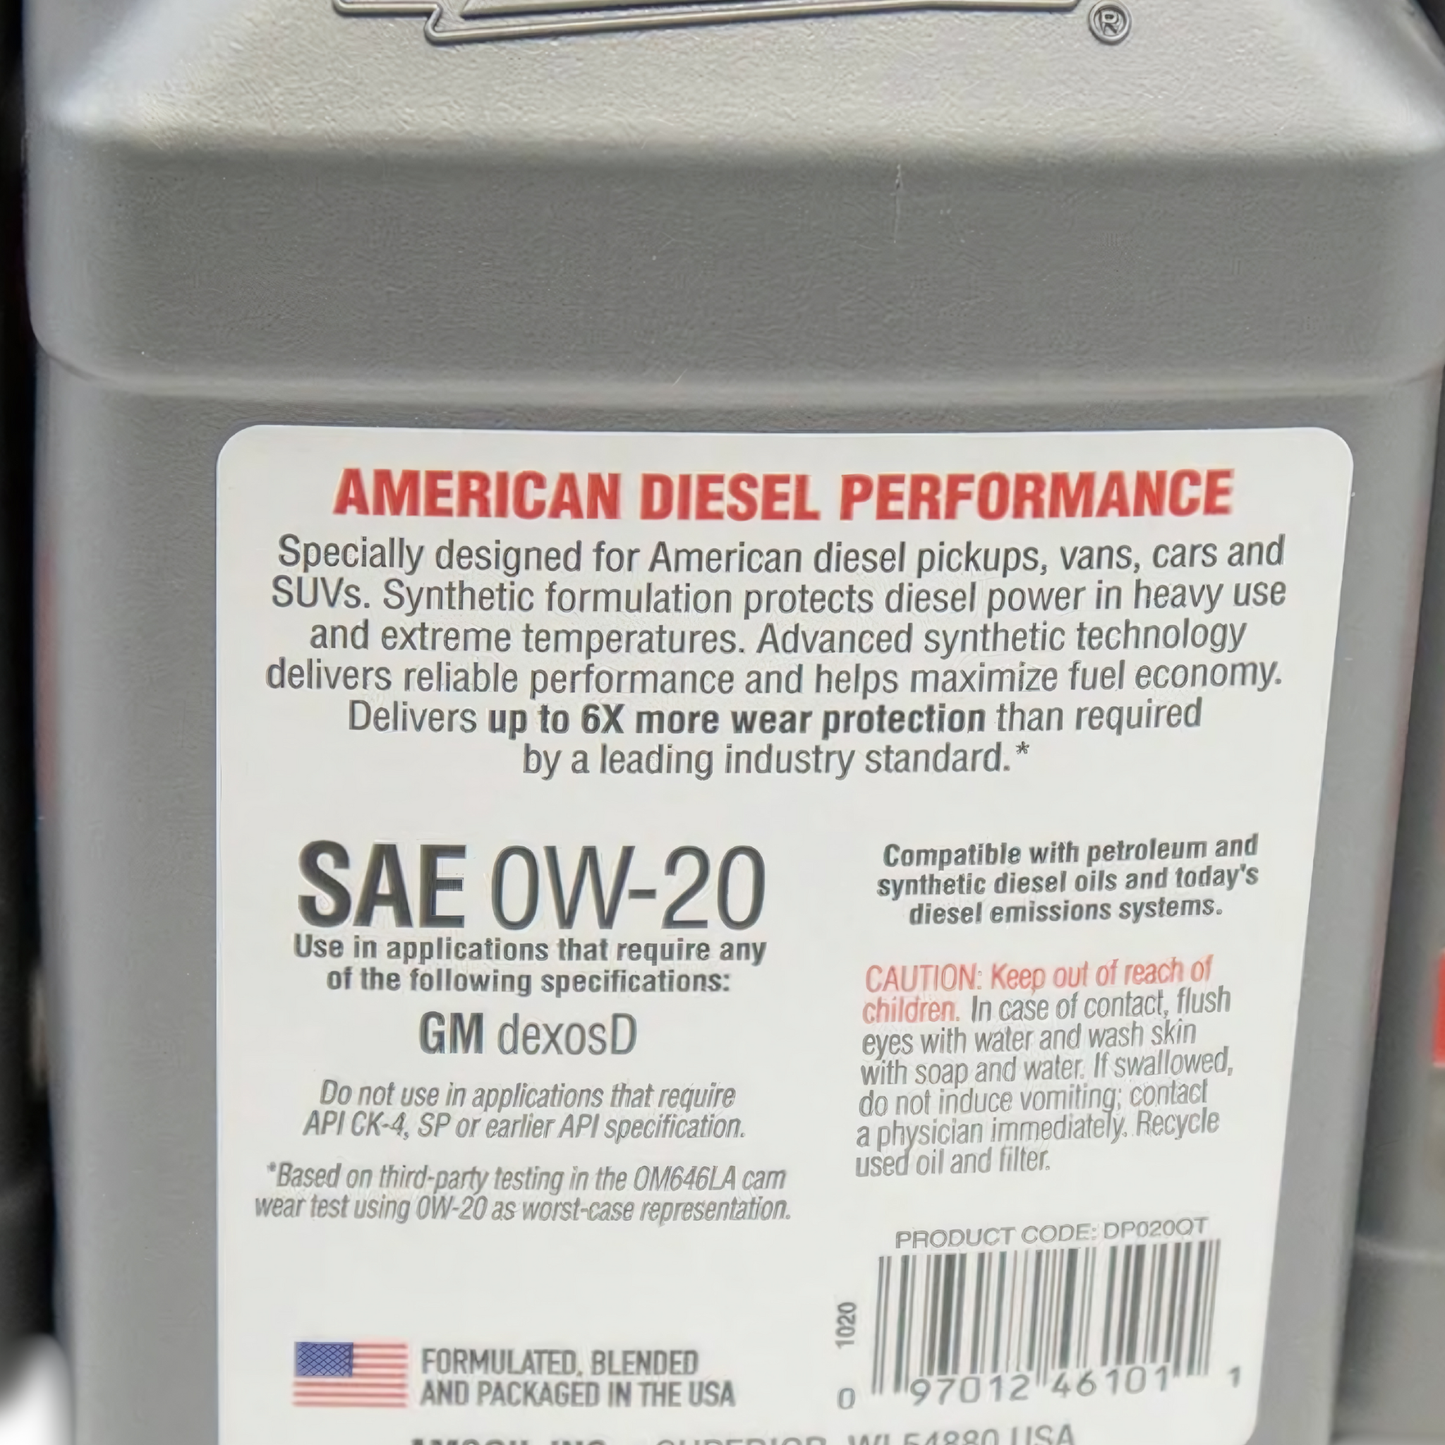 ®
AMERICAN DIESEL PERFORMANCE
Specially designed for American diesel pickups, vans, cars and
SUVs. Synthetic formulation protects diesel power in heavy use
and extreme temperatures. Advanced synthetic technology
delivers reliable performance and helps maximize fuel economy.
Delivers up to 6X more wear protection than required
by a leading industry standard.*
SAE 0W-20
Use in applications that require any
of the following specifications:
GM dexosD
Do not use in applications that require
API CK-4, SP or earlier API specification.
*Based on third-party testing in the OM646LA cam
wear test using 0W-20 as worst-case representation.
FORMULATED, BLENDED
AND PACKAGED IN THE USA
Compatible with petroleum and
synthetic diesel oils and today's
diesel emissions systems.
CAUTION: Keep out of reach of
children. In case of contact, flush
eyes with water and wash skin
with soap and water. If swallowed,
do not induce vomiting; contact
a physician immediately. Recycle
used oil and filter.
PRODUCT CODE: DP020QT
1020
0 97012 46101 1
AMSOIL INC. SUPERIOR, WI 54880 USA